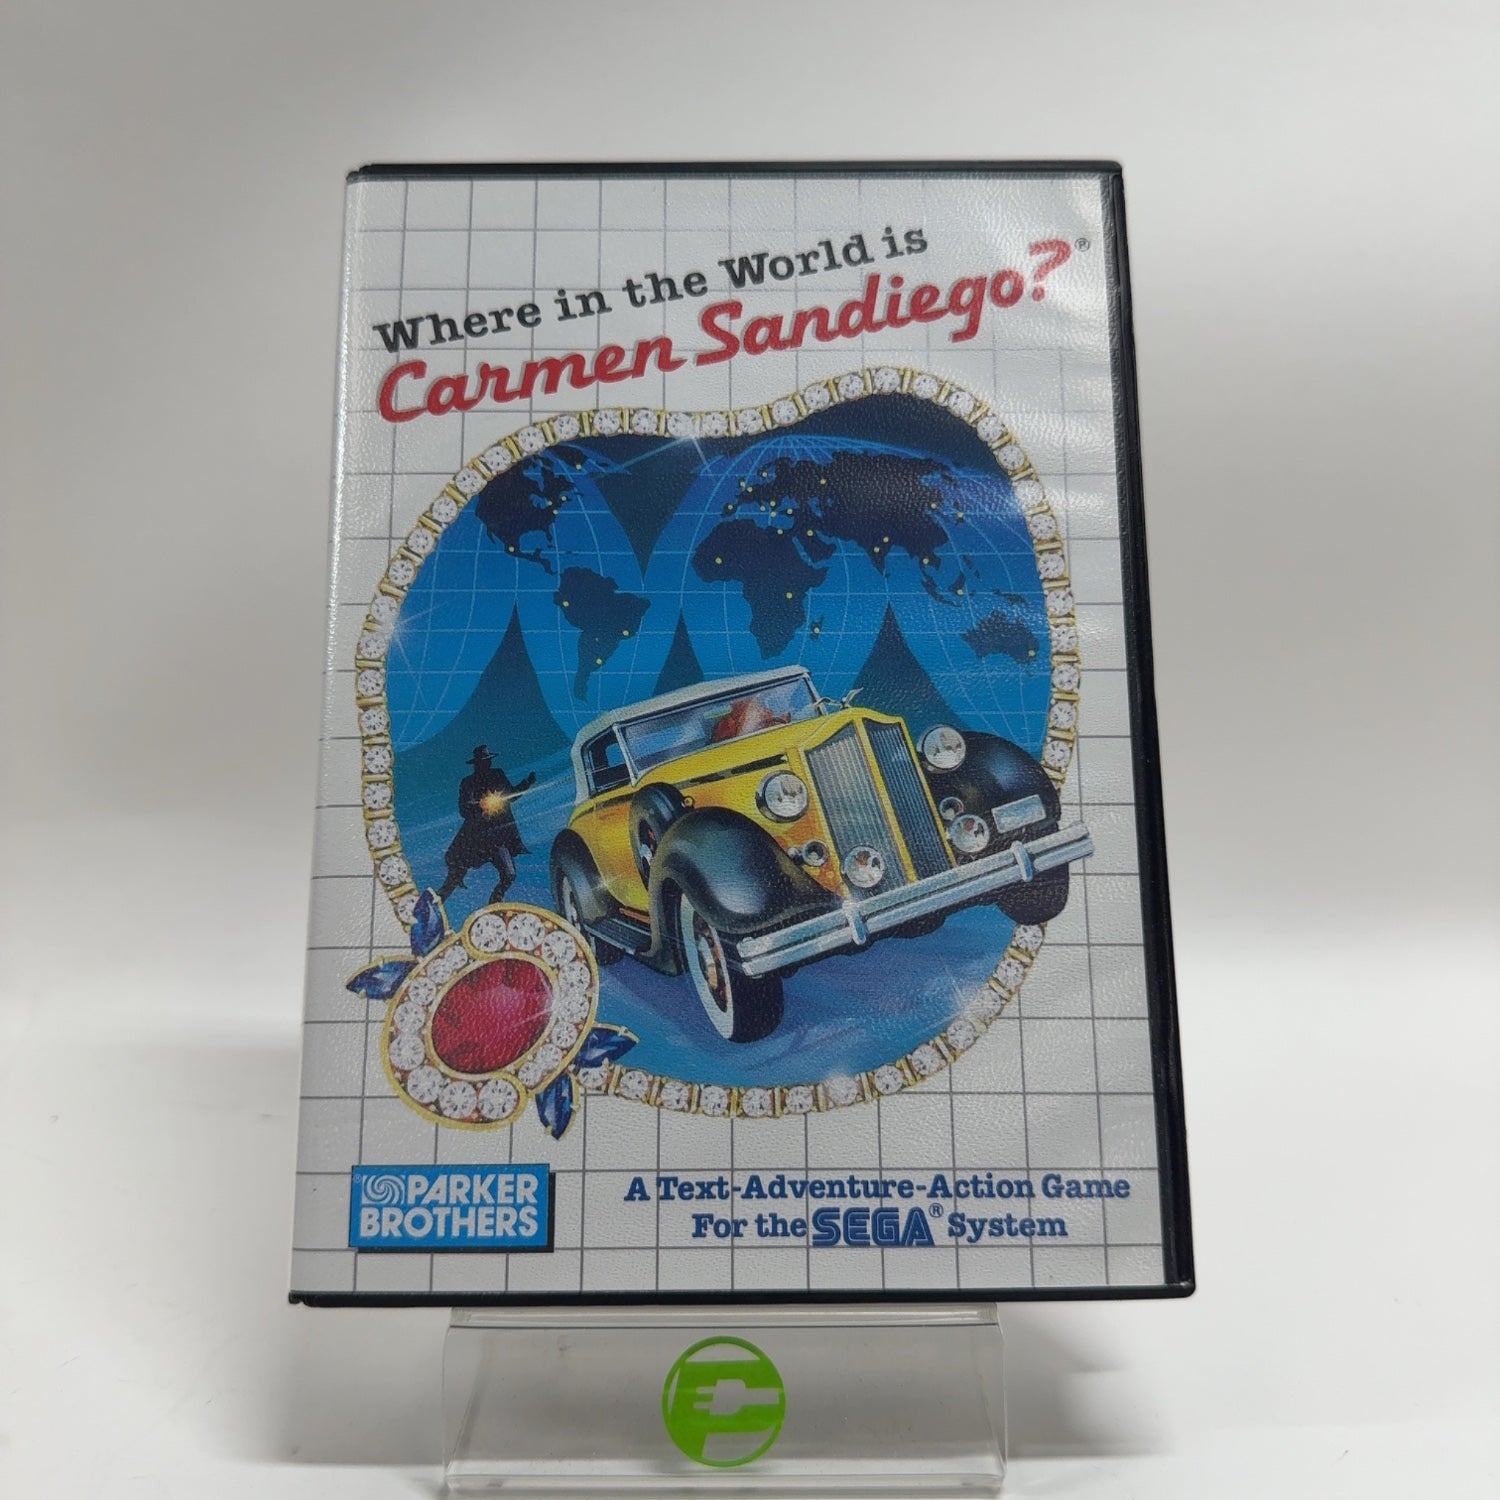 Where in the World is
Carmen Sandiego?®
PARKER
BROTHERS®
A Text-Adventure-Action Game
For the SEGA® System